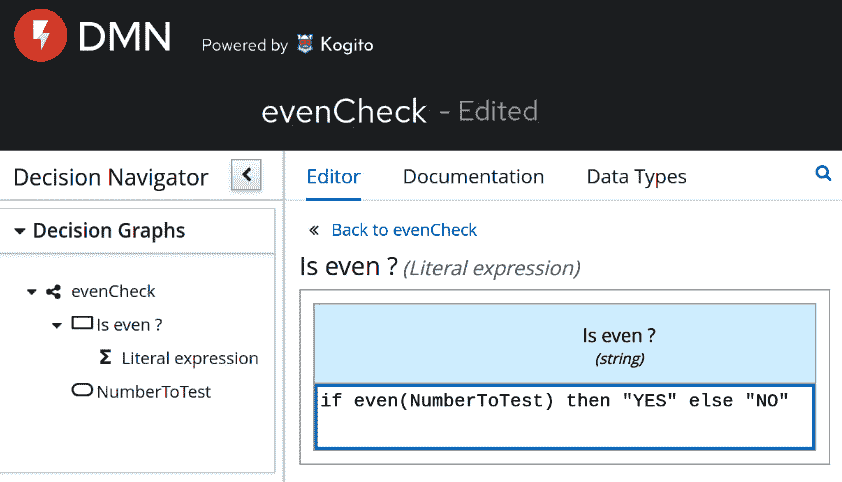 DMN Powered by Kogito
evenCheck - Edited
Decision Navigator
Editor Documentation Data Types
Decision Graphs
« Back to evenCheck
Is even ? (Literal expression)
evenCheck
Is even ?
Σ Literal expression
NumberToTest
Is even ?
(string)
if even(NumberToTest) then "YES" else "NO"